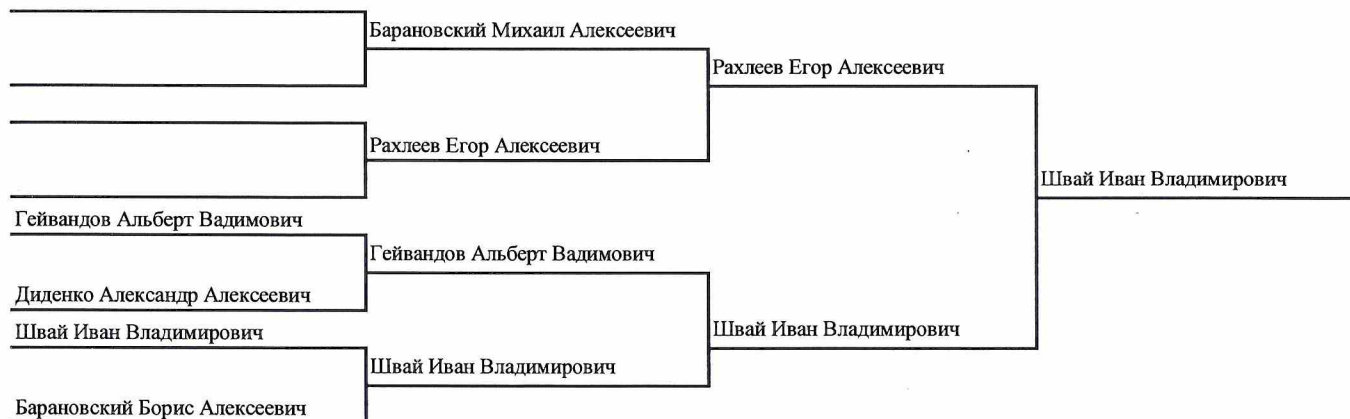 Барановский Михаил Алексеевич
Рахлеев Егор Алексеевич
Рахлеев Егор Алексеевич
Швай Иван Владимирович
Гейвандов Альберт Вадимович
Гейвандов Альберт Вадимович
Диденко Александр Алексеевич
Швай Иван Владимирович
Швай Иван Владимирович
Швай Иван Владимирович
Барановский Борис Алексеевич